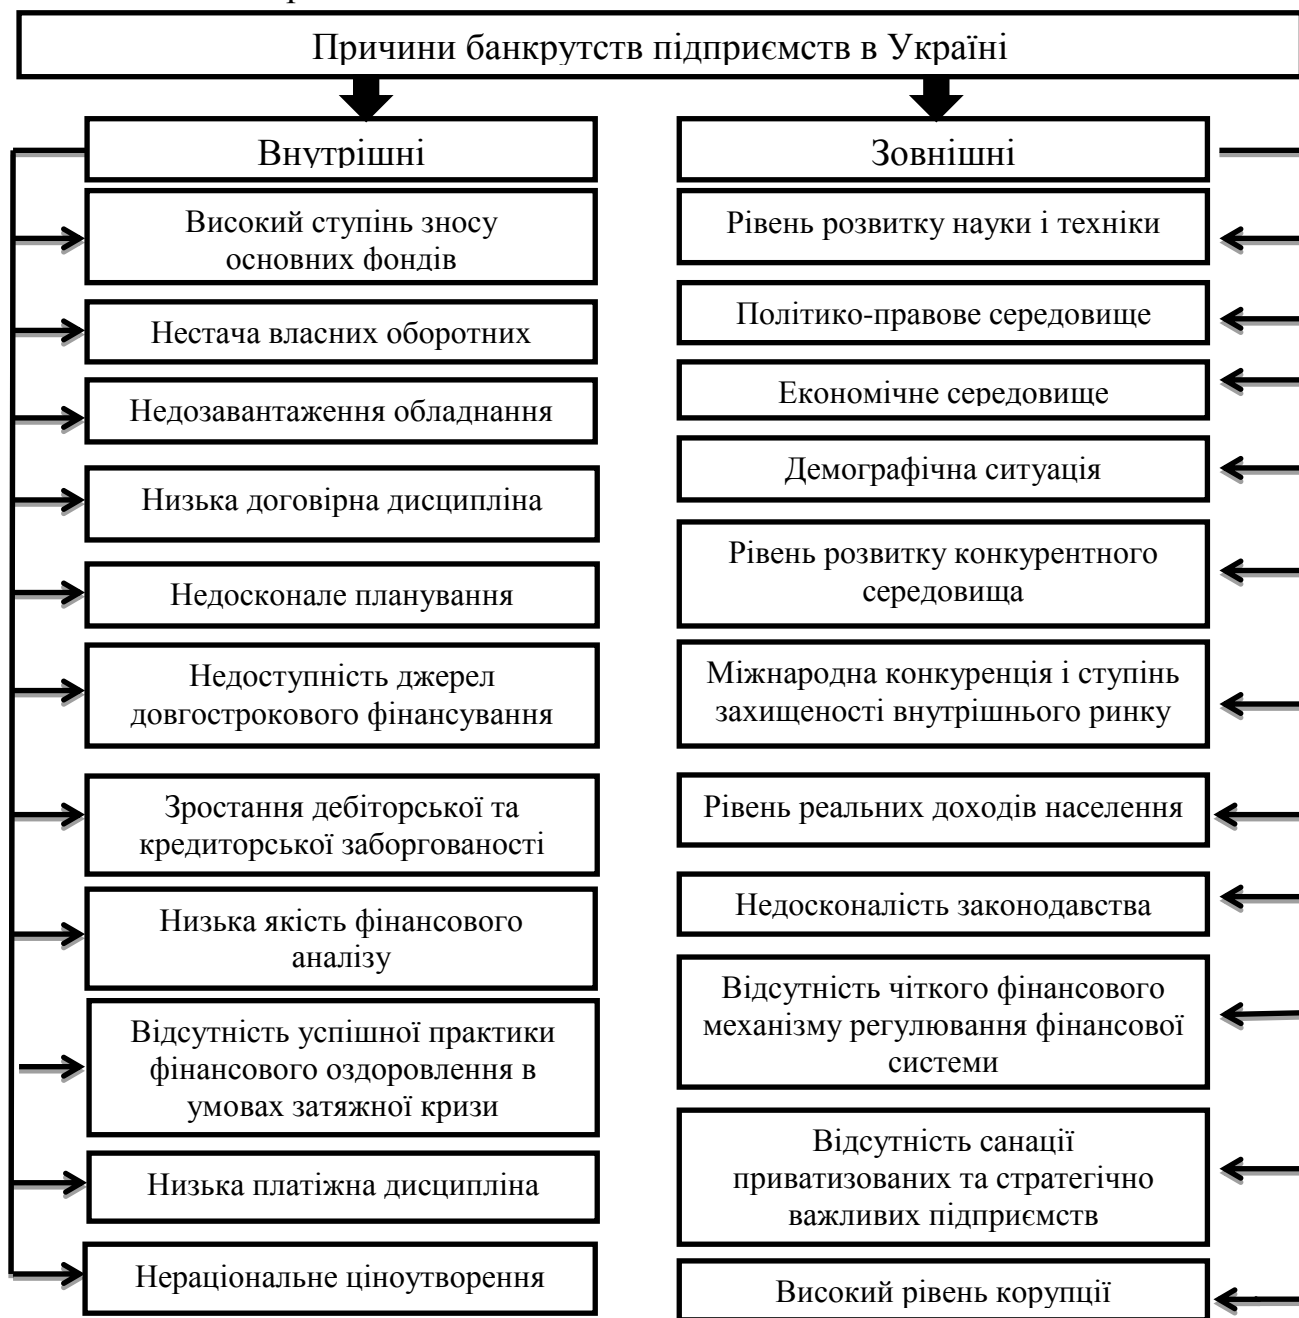 Причини банкрутств підприємств в Україні
Внутрішні
Високий ступінь зносу
основних фондів
Нестача власних оборотних
Недозавантаження обладнання
Низька договірна дисципліна
Недосконале планування
Недоступність джерел
довгострокового фінансування
Зростання дебіторської та
кредиторської заборгованості
Низька якість фінансового
аналізу
Відсутність успішної практики
фінансового оздоровлення в
умовах затяжної кризи
Низька платіжна дисципліна
Нераціональне ціноутворення
Зовнішні
Рівень розвитку науки і техніки
Політико-правове середовище
Економічне середовище
Демографічна ситуація
Рівень розвитку конкурентного
середовища
Міжнародна конкуренція і ступінь
захищеності внутрішнього ринку
Рівень реальних доходів населення
Недосконалість законодавства
Відсутність чіткого фінансового
механізму регулювання фінансової
системи
Відсутність санації
приватизованих та стратегічно
важливих підприємств
Високий рівень корупції